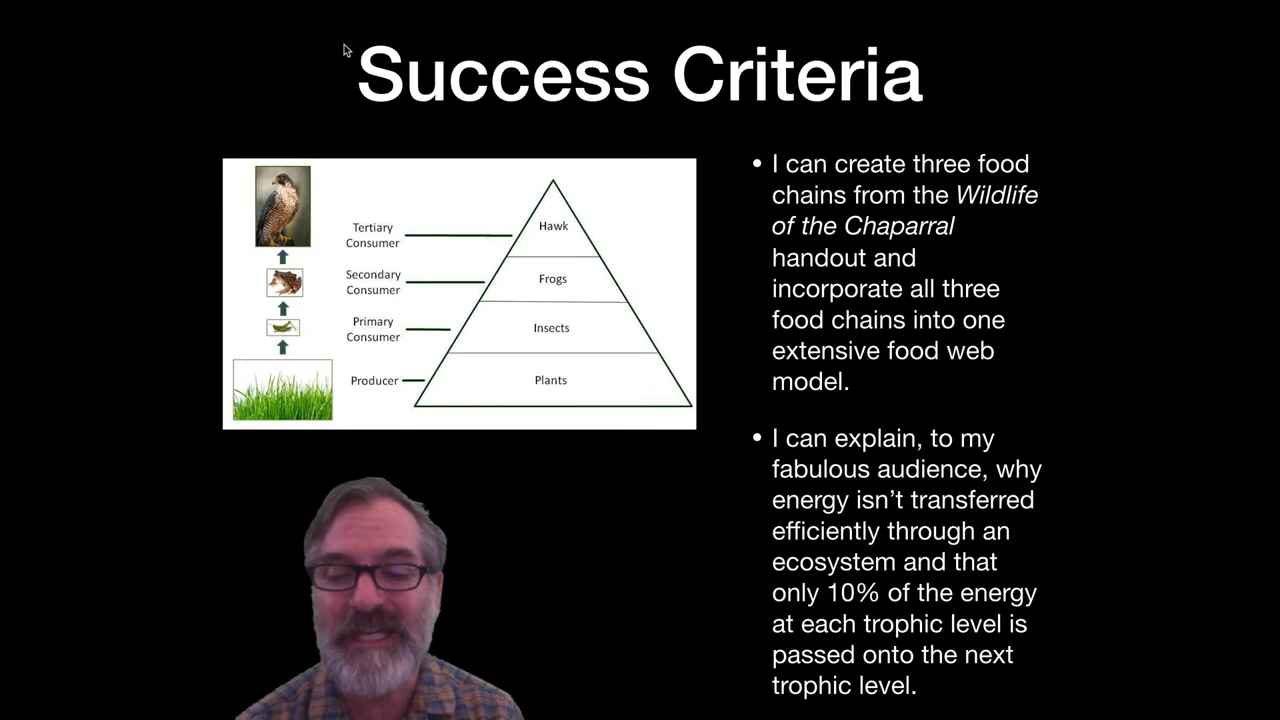 Success Criteria
Tertiary
Consumer
Hawk
Secondary
Consumer
Frogs
Primary
Consumer
Insects
Producer
Plants
• I can create three food
chains from the Wildlife
of the Chaparral
handout and
incorporate all three
food chains into one
extensive food web
model.
• I can explain, to my
fabulous audience, why
energy isn’t transferred
efficiently through an
ecosystem and that
only 10% of the energy
at each trophic level is
passed onto the next
trophic level.